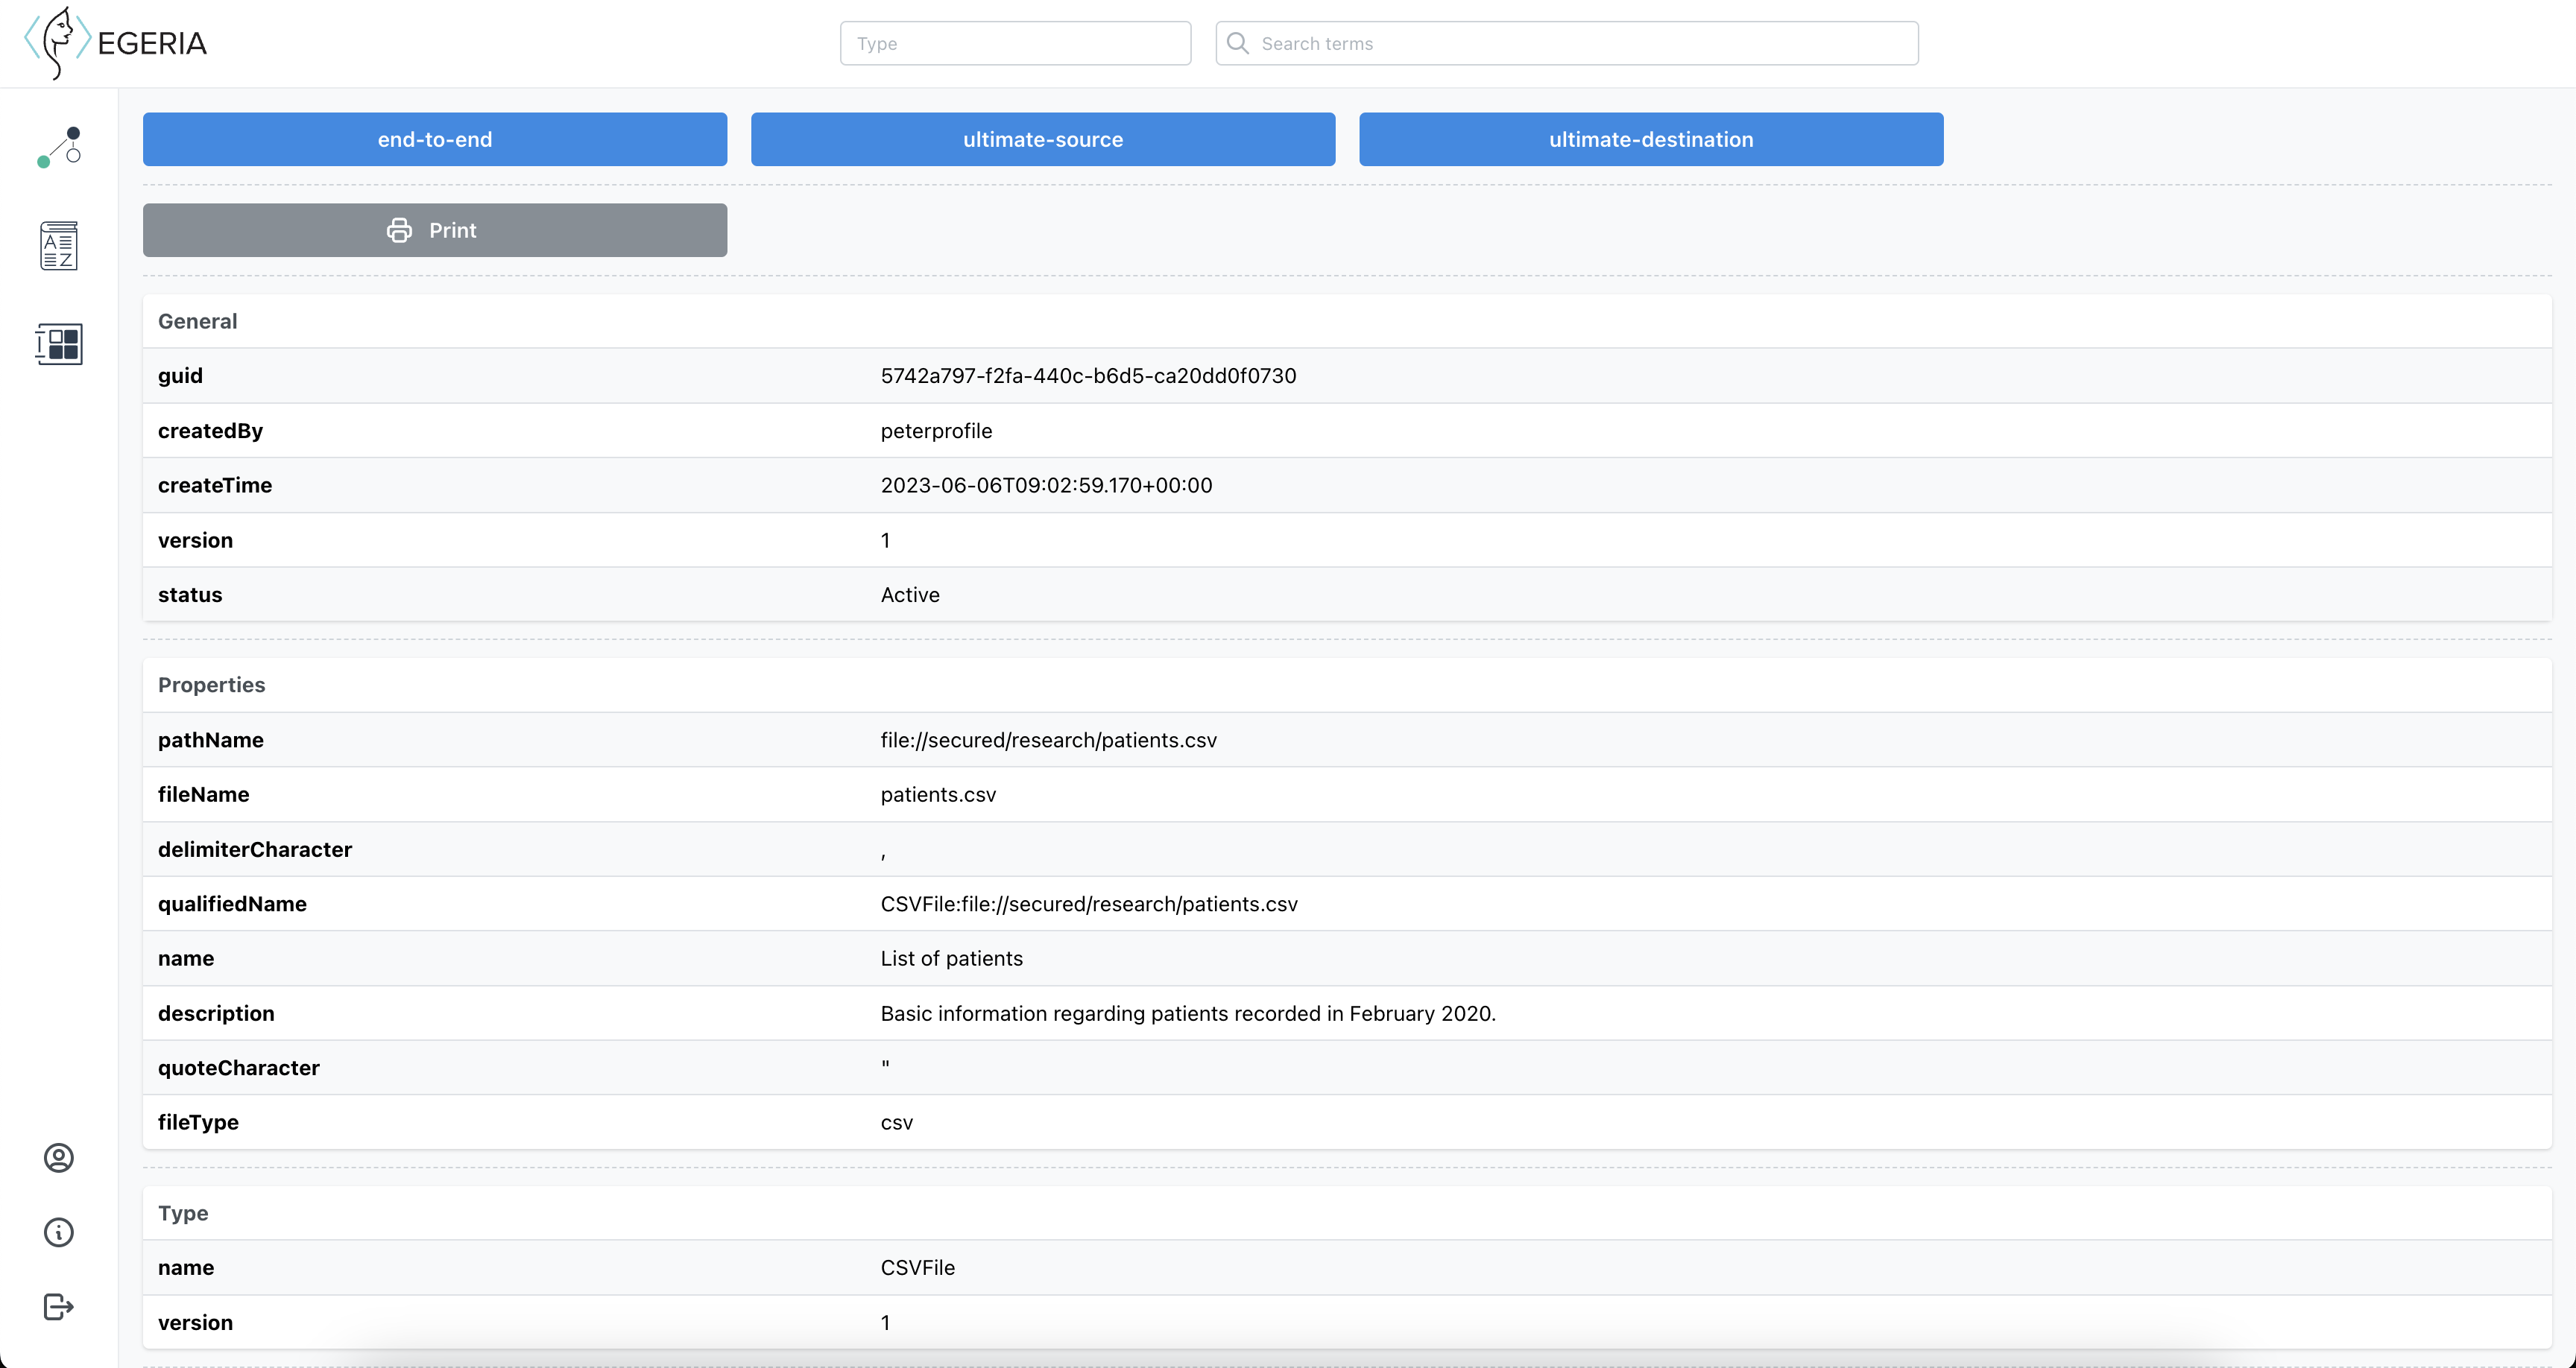 EGERIA
Type
Search terms
end-to-end
ultimate-source
ultimate-destination
Print
General
guid 5742a797-f2fa-440c-b6d5-ca20dd0f0730
createdBy peterprofile
createTime 2023-06-06T09:02:59.170+00:00
version 1
status Active
Properties
pathName file://secured/research/patients.csv
fileName patients.csv
delimiterCharacter ,
qualifiedName CSVFile:file://secured/research/patients.csv
name List of patients
description Basic information regarding patients recorded in February 2020.
quoteCharacter "
fileType csv
Type
name CSVFile
version 1